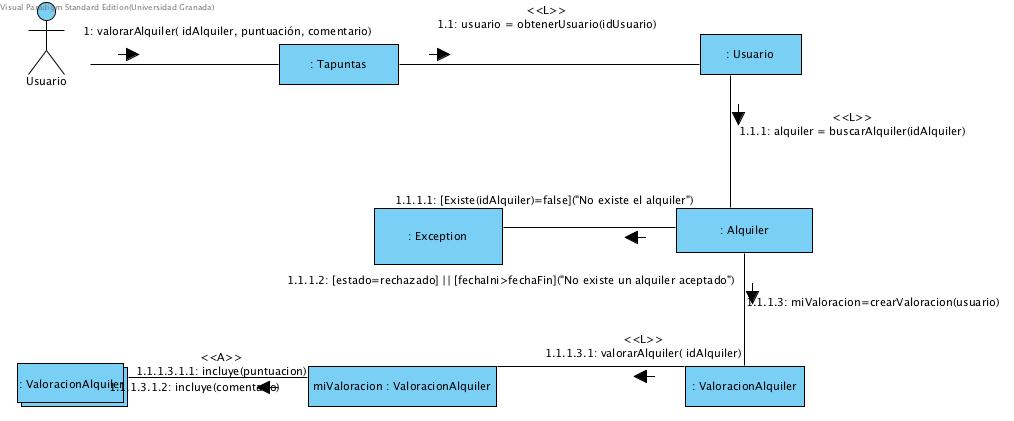 Visual Paradigm Standard Edition(Universidad Granada)
<<L>>
1.1: usuario = obtenerUsuario(idUsuario)
1: valorarAlquiler( idAlquiler, puntuación, comentario)
: Tapuntas
: Usuario
Usuario
<<L>>
1.1.1: alquiler = buscarAlquiler(idAlquiler)
1.1.1.1: [Existe(idAlquiler)=false]("No existe el alquiler")
: Exception
: Alquiler
1.1.1.2: [estado=rechazado] || [fechaIni>fechaFin]("No existe un alquiler aceptado")
1.1.1.3: miValoracion=crearValoracion(usuario)
<<L>>
1.1.1.3.1: valorarAlquiler( idAlquiler)
<<A>>
1.1.1.3.1.1: incluye(puntuacion)
: ValoracionAlquiler
1.1.1.3.1.2: incluye(comentario)
miValoracion : ValoracionAlquiler
: ValoracionAlquiler